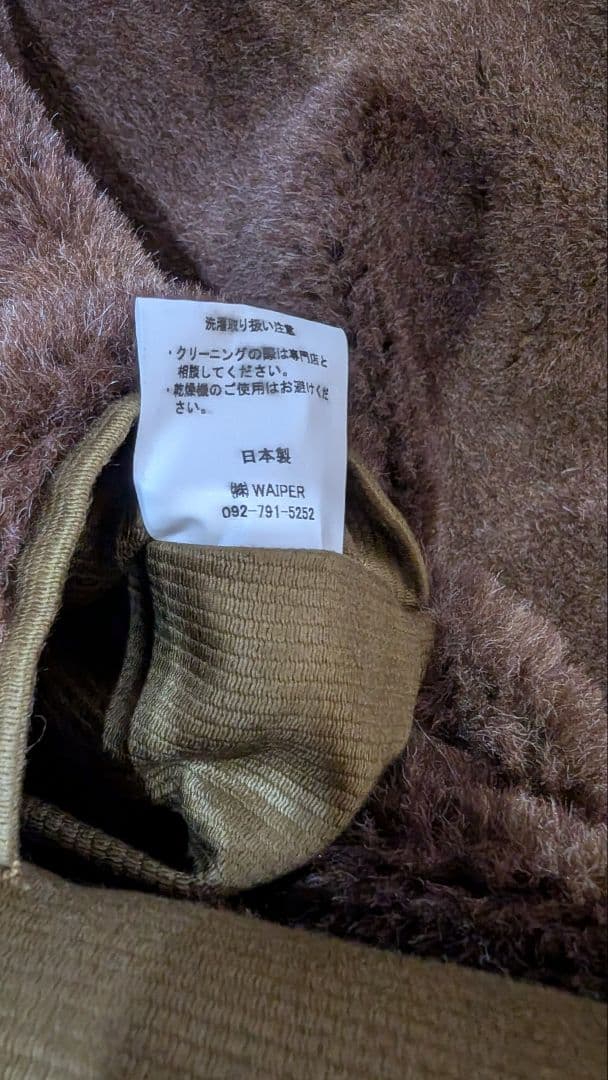 洗濯取り扱い注意
・クリーニングの際は専門店と
相談してください。
・乾燥機のご使用はお避けくだ
さい。
日本製
㈱ WAIPER
092-791-5252